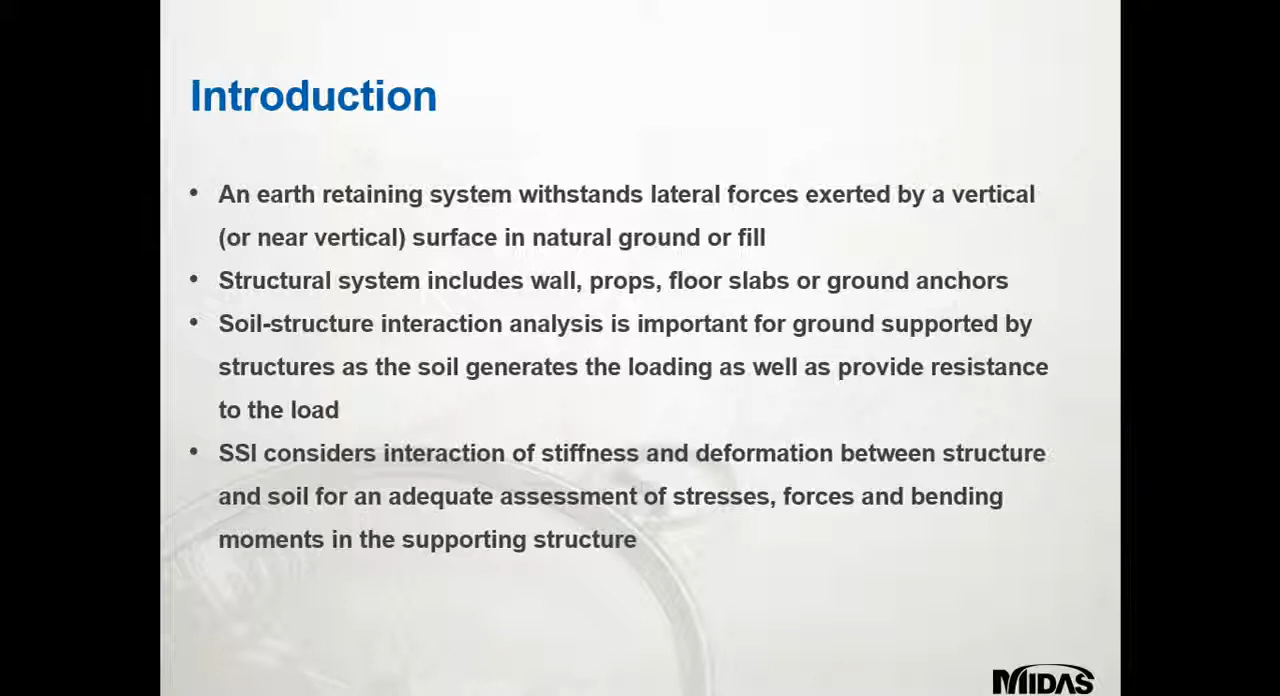 Introduction
• An earth retaining system withstands lateral forces exerted by a vertical
(or near vertical) surface in natural ground or fill
• Structural system includes wall, props, floor slabs or ground anchors
• Soil-structure interaction analysis is important for ground supported by
structures as the soil generates the loading as well as provide resistance
to the load
• SSI considers interaction of stiffness and deformation between structure
and soil for an adequate assessment of stresses, forces and bending
moments in the supporting structure
MIDAS